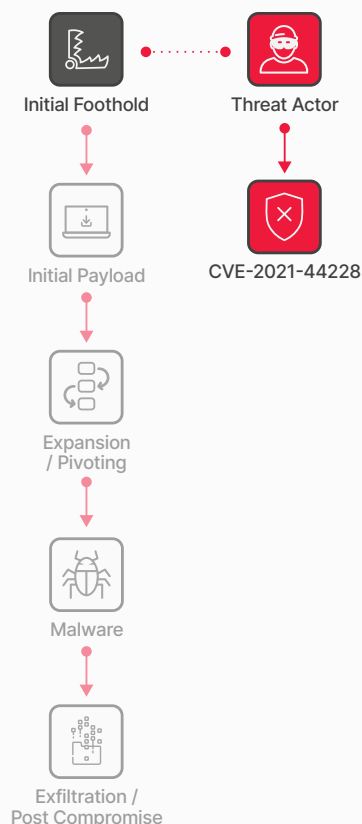 Initial Foothold
Threat Actor
CVE-2021-44228
Initial Payload
Expansion
/ Pivoting
Malware
Exfiltration /
Post Compromise